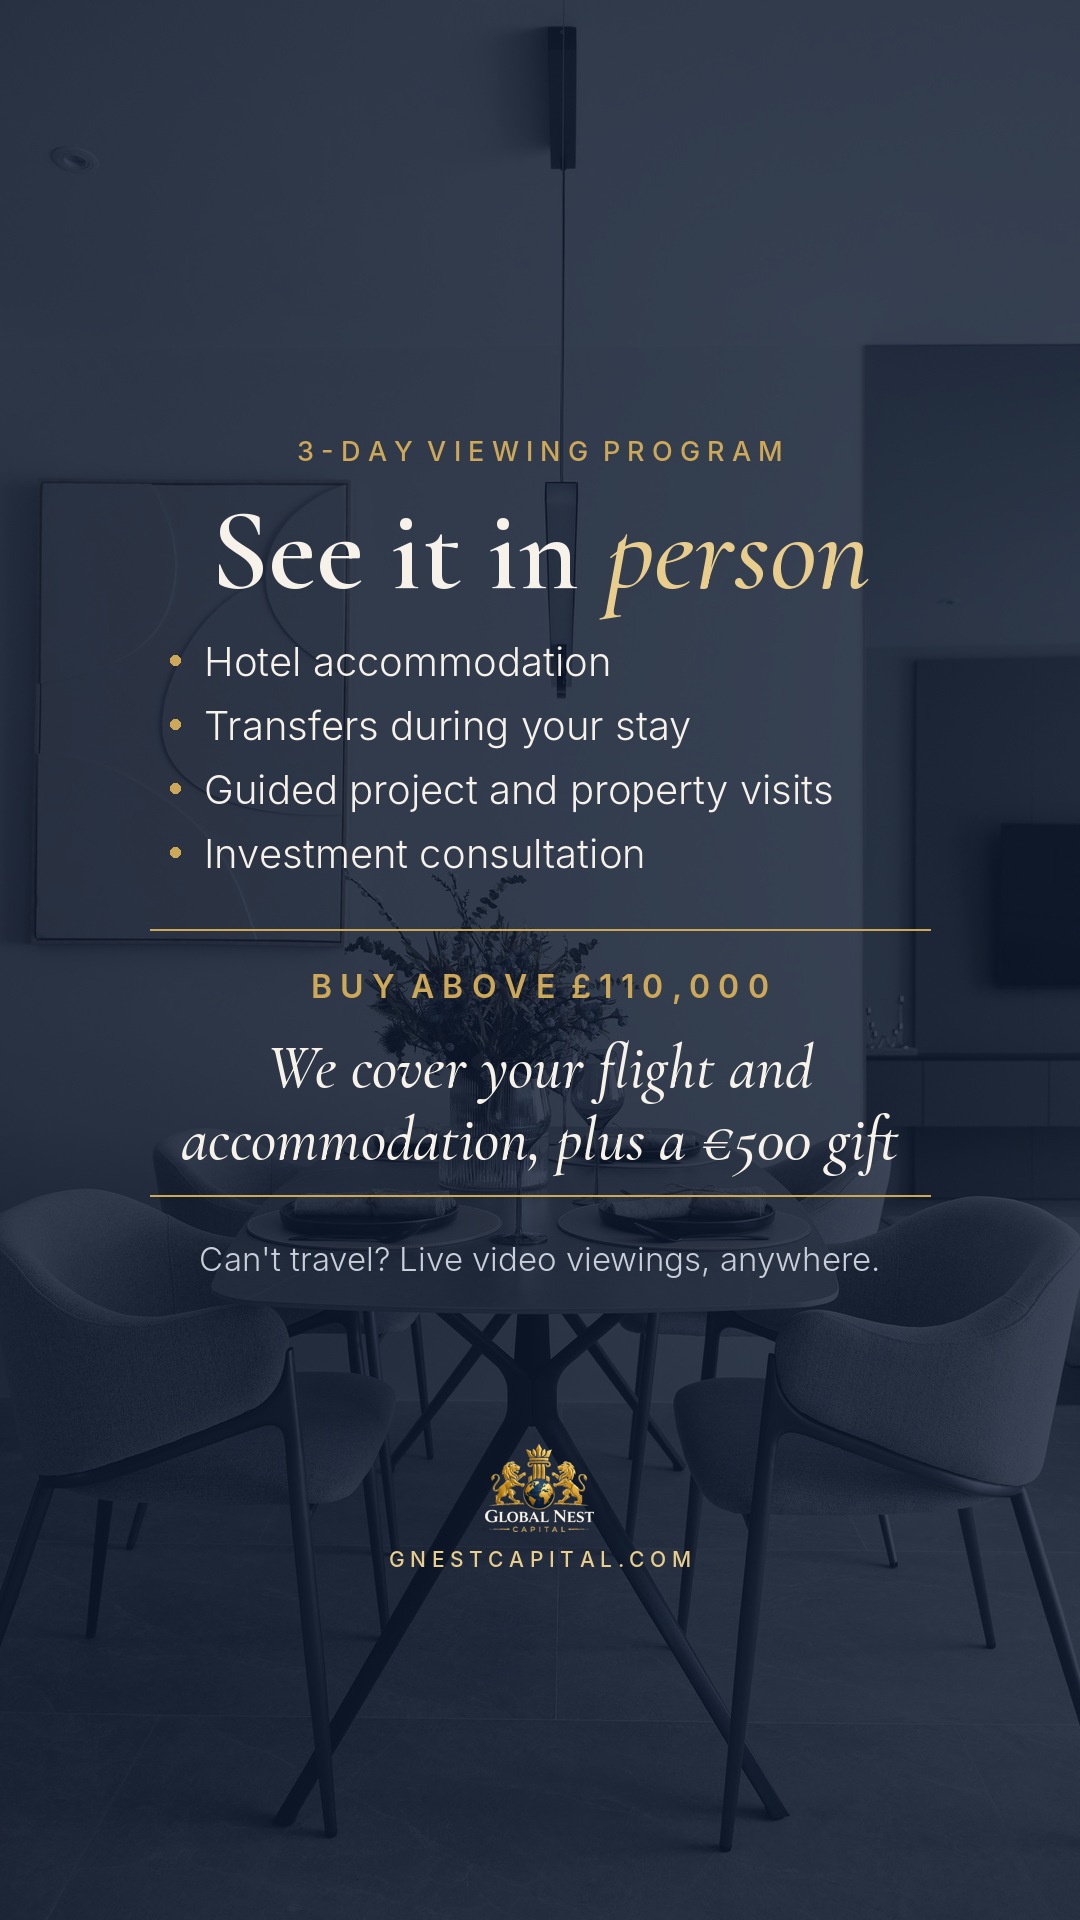 3-DAY VIEWING PROGRAM
See it in person
Hotel accommodation
Transfers during your stay
Guided project and property visits
Investment consultation
BUY ABOVE £110,000
We cover your flight and
accommodation, plus a €500 gift
Can't travel? Live video viewings, anywhere.
GLOBAL NEST
CAPITAL
GNESTCAPITAL.COM